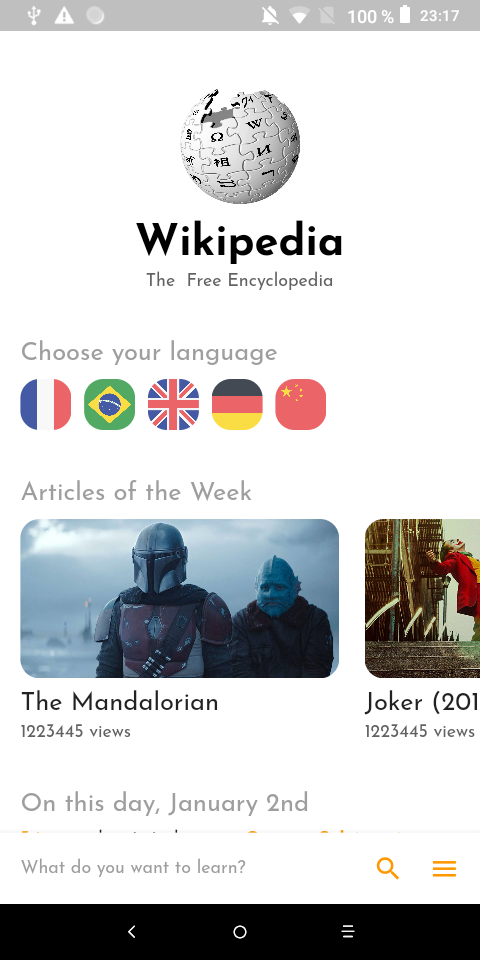 100 % 23:17
Wikipedia
The Free Encyclopedia
Choose your language
Articles of the Week
The Mandalorian
Joker (201
1223445 views
1223445 views
On this day, January 2nd
What do you want to learn?